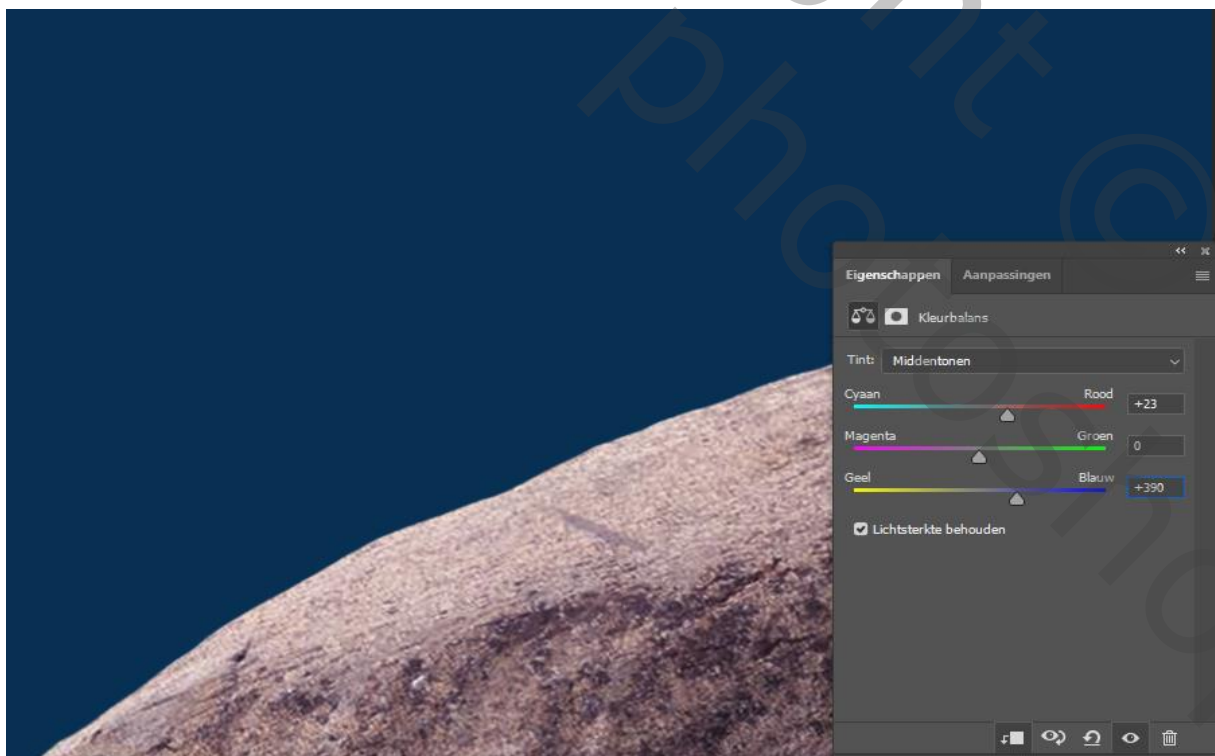 Eigenschappen Aanpassingen
Kleurbalans
Tint: Middentonen
Cyaan Rood +23
Magenta Groen 0
Geel Blauw +390
Lichtsterkte behouden
©